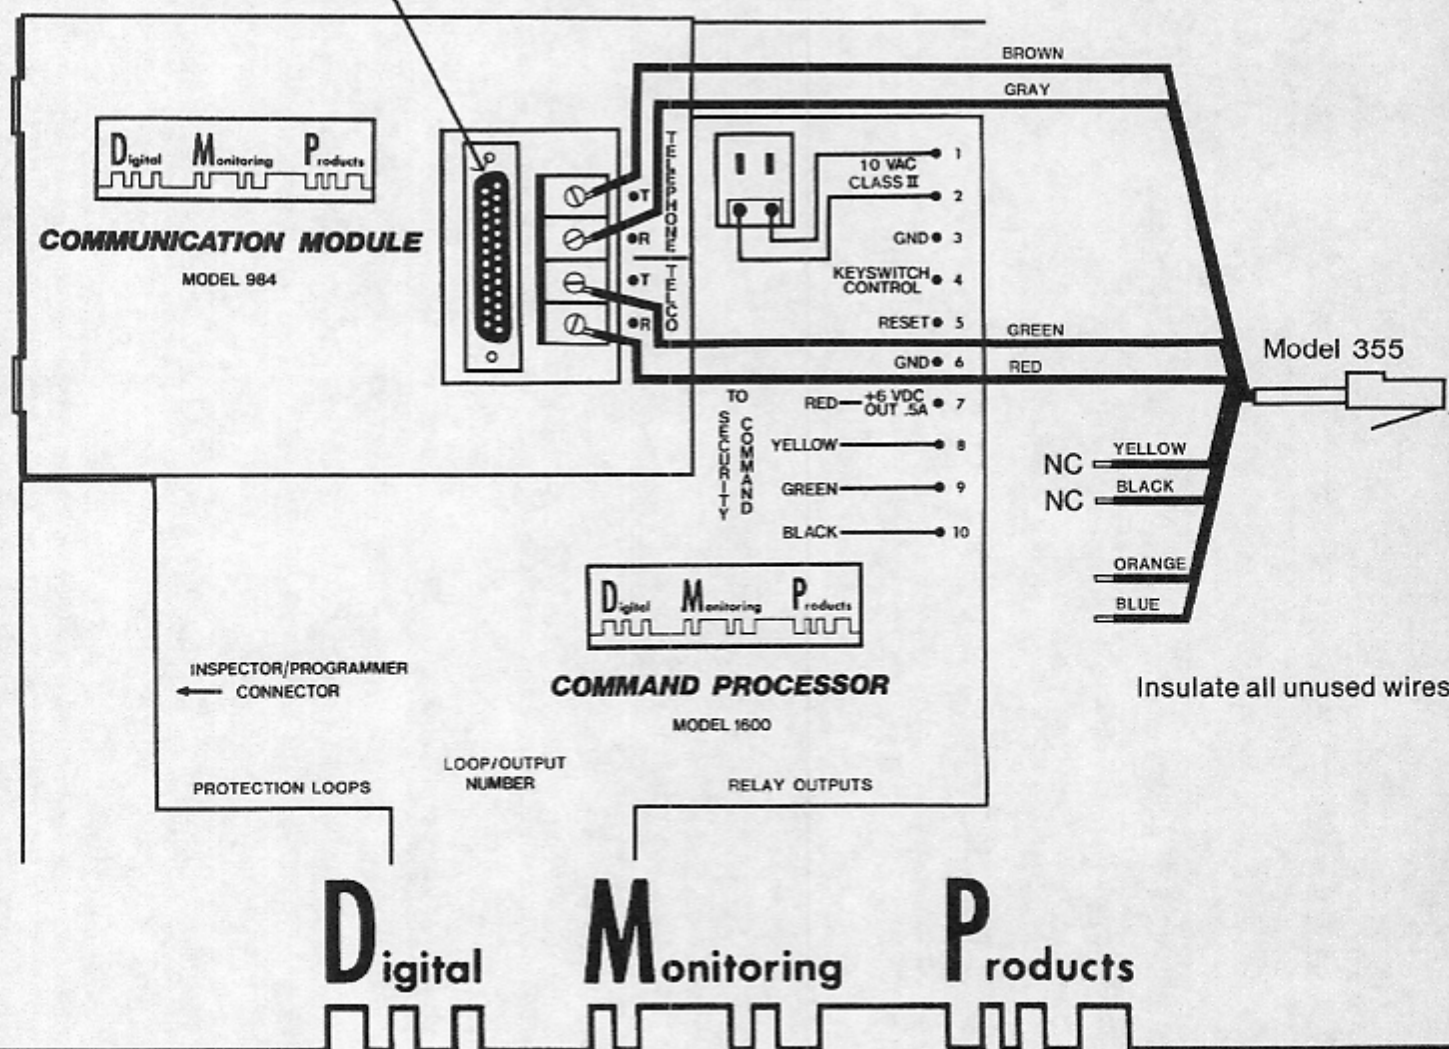 BROWN
GRAY
Digital Monitoring Products
COMMUNICATION MODULE
MODEL 984
T
R
T
R
TELEPHONE
TELCO
10 VAC
CLASS II
1
2
GND 3
KEYSWITCH
CONTROL 4
RESET 5
GND 6
GREEN
RED
Model 355
TO
SECURITY
COMMAND
RED +6 VDC
OUT .5A 7
YELLOW 8
GREEN 9
BLACK 10
NC YELLOW
NC BLACK
ORANGE
BLUE
Insulate all unused wires
Digital Monitoring Products
COMMAND PROCESSOR
MODEL 1600
INSPECTOR/PROGRAMMER
CONNECTOR
PROTECTION LOOPS
LOOP/OUTPUT
NUMBER
RELAY OUTPUTS
Digital Monitoring Products